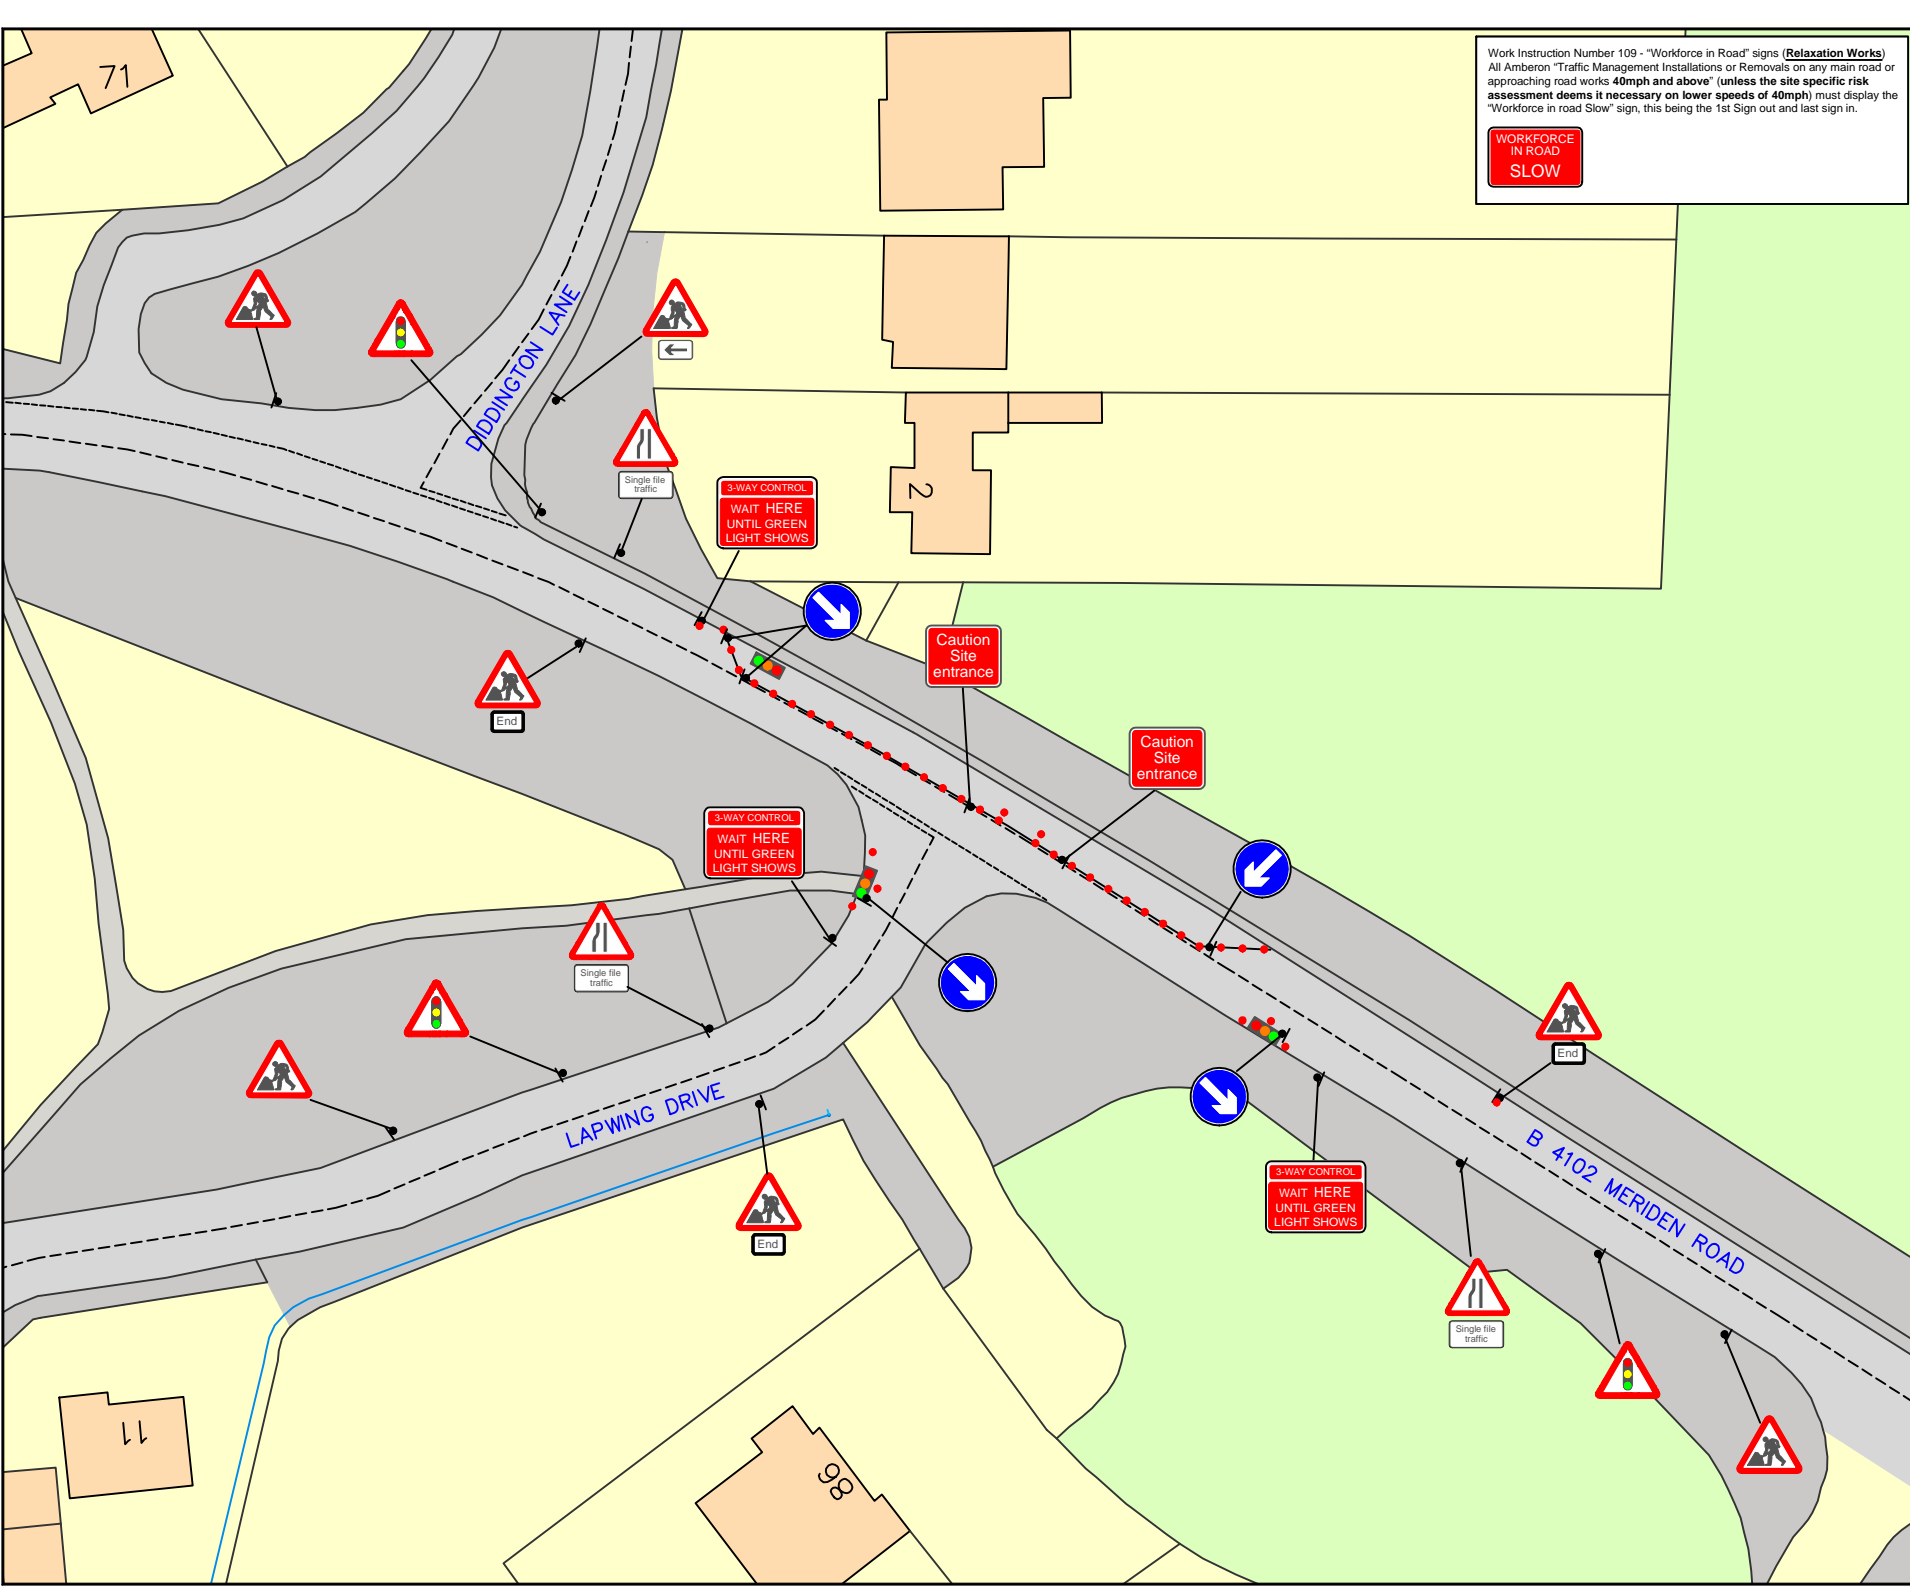 Work Instruction Number 109 - “Workforce in Road” signs (Relaxation Works)
All Amberon “Traffic Management Installations or Removals on any main road or
approaching road works 40mph and above” (unless the site specific risk
assessment deems it necessary on lower speeds of 40mph) must display the
“Workforce in road Slow” sign, this being the 1st Sign out and last sign in.
WORKFORCE
IN ROAD
SLOW
71
DIDDINGTON LANE
Single file
traffic
3-WAY CONTROL
WAIT HERE
UNTIL GREEN
LIGHT SHOWS
2
Caution
Site
entrance
End
Caution
Site
entrance
3-WAY CONTROL
WAIT HERE
UNTIL GREEN
LIGHT SHOWS
Single file
traffic
End
LAPWING DRIVE
B 4102 MERIDEN ROAD
3-WAY CONTROL
WAIT HERE
UNTIL GREEN
LIGHT SHOWS
End
Single file
traffic
11
98